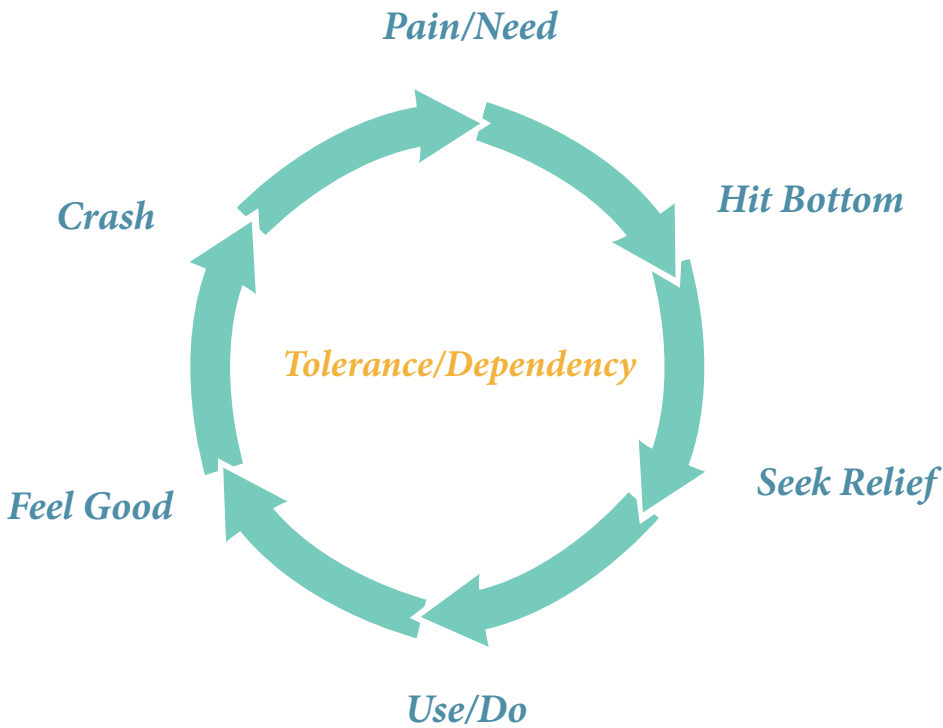 Pain/Need
Hit Bottom
Crash
Tolerance/Dependency
Seek Relief
Feel Good
Use/Do